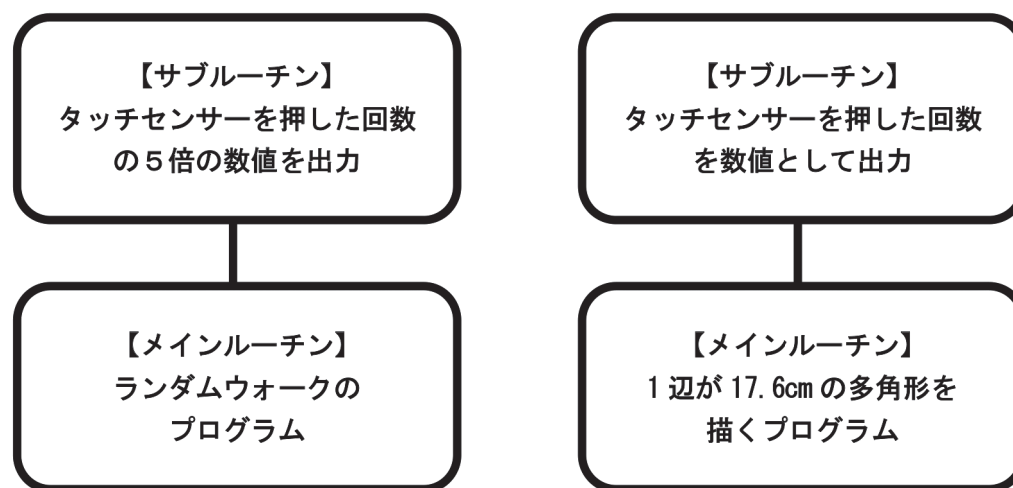 【サブルーチン】
タッチセンサーを押した回数
の５倍の数値を出力
【メインルーチン】
ランダムウォークの
プログラム
【サブルーチン】
タッチセンサーを押した回数
を数値として出力
【メインルーチン】
1 辺が 17.6cm の多角形を
描くプログラム